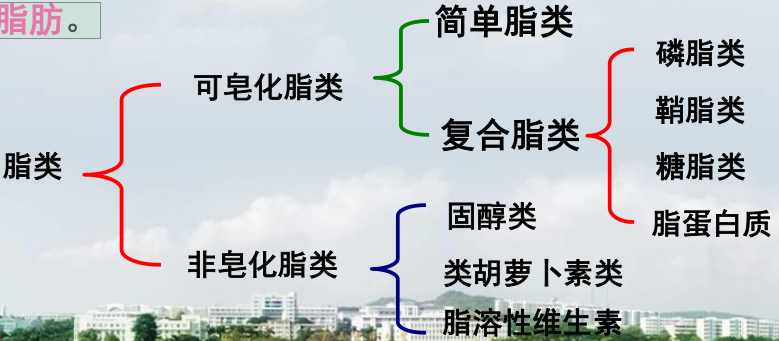 脂肪。
简单脂类
磷脂类
可皂化脂类
鞘脂类
复合脂类
脂类
糖脂类
固醇类
脂蛋白质
非皂化脂类
类胡萝卜素类
脂溶性维生素